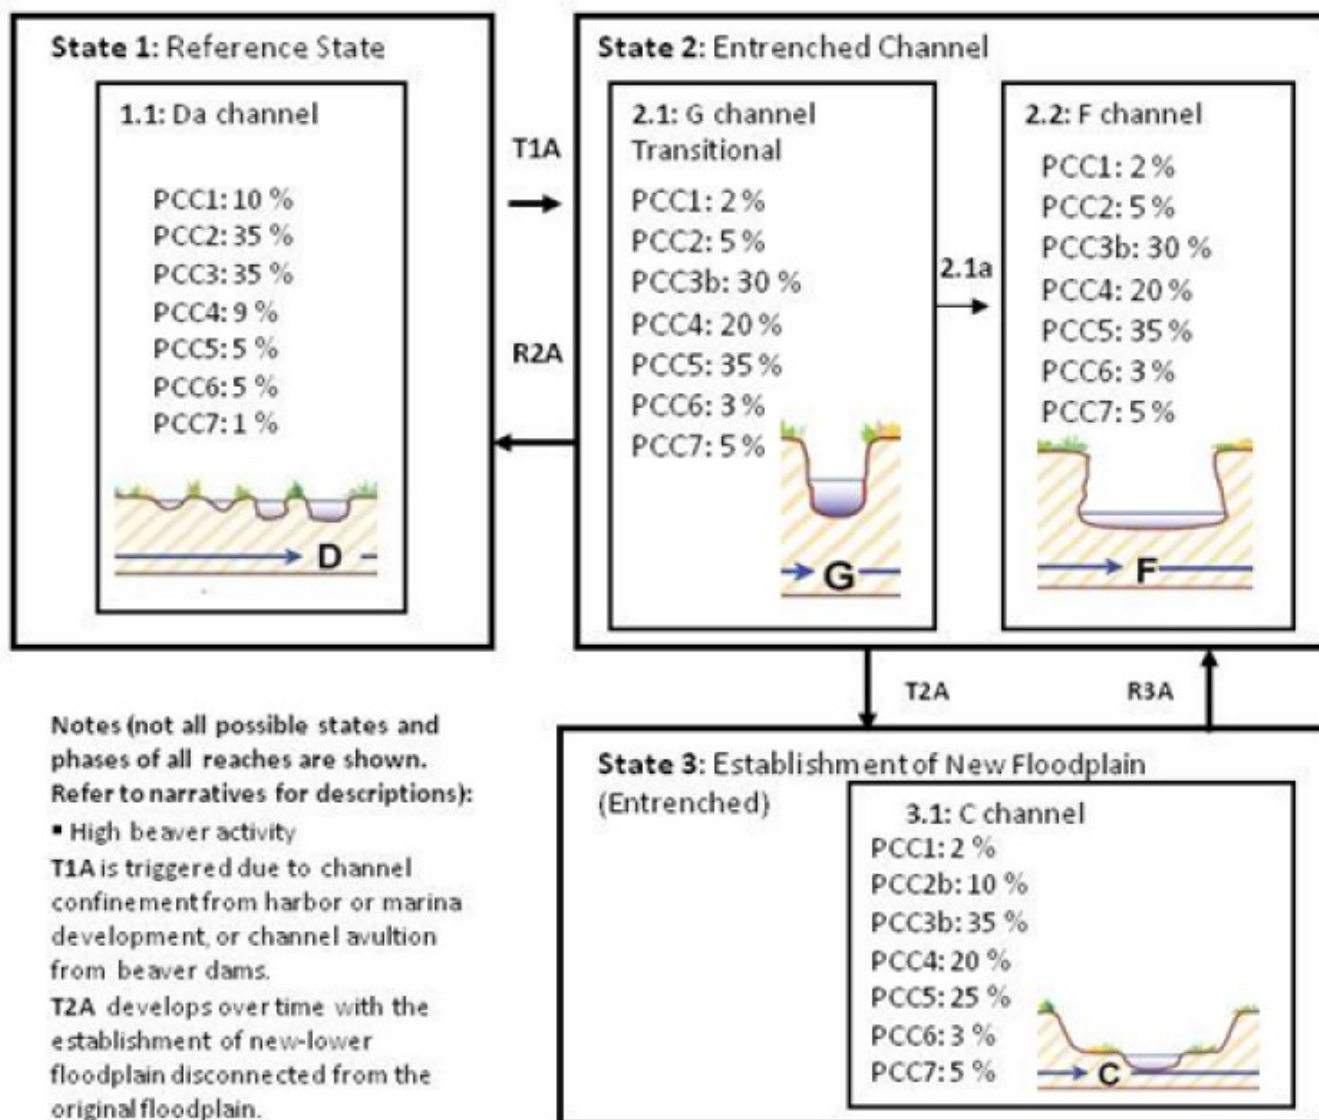 State 1: Reference State
1.1: Da channel
PCC1: 10 %
PCC2: 35 %
PCC3: 35 %
PCC4: 9 %
PCC5: 5 %
PCC6: 5 %
PCC7: 1 %
D
T1A
R2A
State 2: Entrenched Channel
2.1: G channel
Transitional
PCC1: 2 %
PCC2: 5 %
PCC3b: 30 %
PCC4: 20 %
PCC5: 35 %
PCC6: 3 %
PCC7: 5 %
G
2.1a
2.2: F channel
PCC1: 2 %
PCC2: 5 %
PCC3b: 30 %
PCC4: 20 %
PCC5: 35 %
PCC6: 3 %
PCC7: 5 %
F
T2A
R3A
State 3: Establishment of New Floodplain
(Entrenched)
3.1: C channel
PCC1: 2 %
PCC2b: 10 %
PCC3b: 35 %
PCC4: 20 %
PCC5: 25 %
PCC6: 3 %
PCC7: 5 %
C
Notes (not all possible states and
phases of all reaches are shown.
Refer to narratives for descriptions):
▪ High beaver activity
T1A is triggered due to channel
confinement from harbor or marina
development, or channel avultion
from beaver dams.
T2A develops over time with the
establishment of new-lower
floodplain disconnected from the
original floodplain.